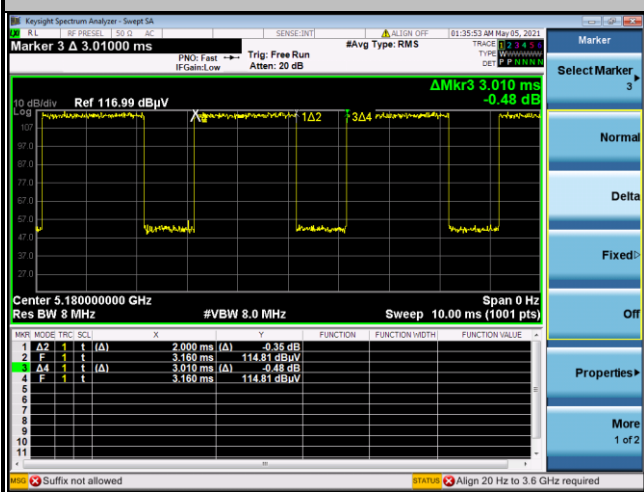 Keysight Spectrum Analyzer - Swept SA
RL RF PRESEL 50 Ω AC SENSE:INT ALIGN OFF 01:35:53 AM May 05, 2021
Marker 3 Δ 3.01000 ms
PNO: Fast Trig: Free Run #Avg Type: RMS TRACE 1 2 3 4 5 6
IFGain:Low Atten: 20 dB TYPE WWWWWW
DET P P N N N N
ΔMkr3 3.010 ms
-0.48 dB
10 dB/div Ref 116.99 dBµV
Log
107
97.0
87.0
77.0
67.0
57.0
47.0
37.0
27.0
1Δ2 3Δ4
Center 5.180000000 GHz Span 0 Hz
Res BW 8 MHz #VBW 8.0 MHz Sweep 10.00 ms (1001 pts)
MKR MODE TRC SCL X Y FUNCTION FUNCTION WIDTH FUNCTION VALUE
1 Δ2 1 t (Δ) 2.000 ms (Δ) -0.35 dB
2 F 1 t 3.160 ms 114.81 dBµV
3 Δ4 1 t (Δ) 3.010 ms (Δ) -0.48 dB
4 F 1 t 3.160 ms 114.81 dBµV
5
6
7
8
9
10
11
MSG Suffix not allowed STATUS Align 20 Hz to 3.6 GHz required
Marker
Select Marker
3
Normal
Delta
Fixed
Off
Properties
More
1 of 2